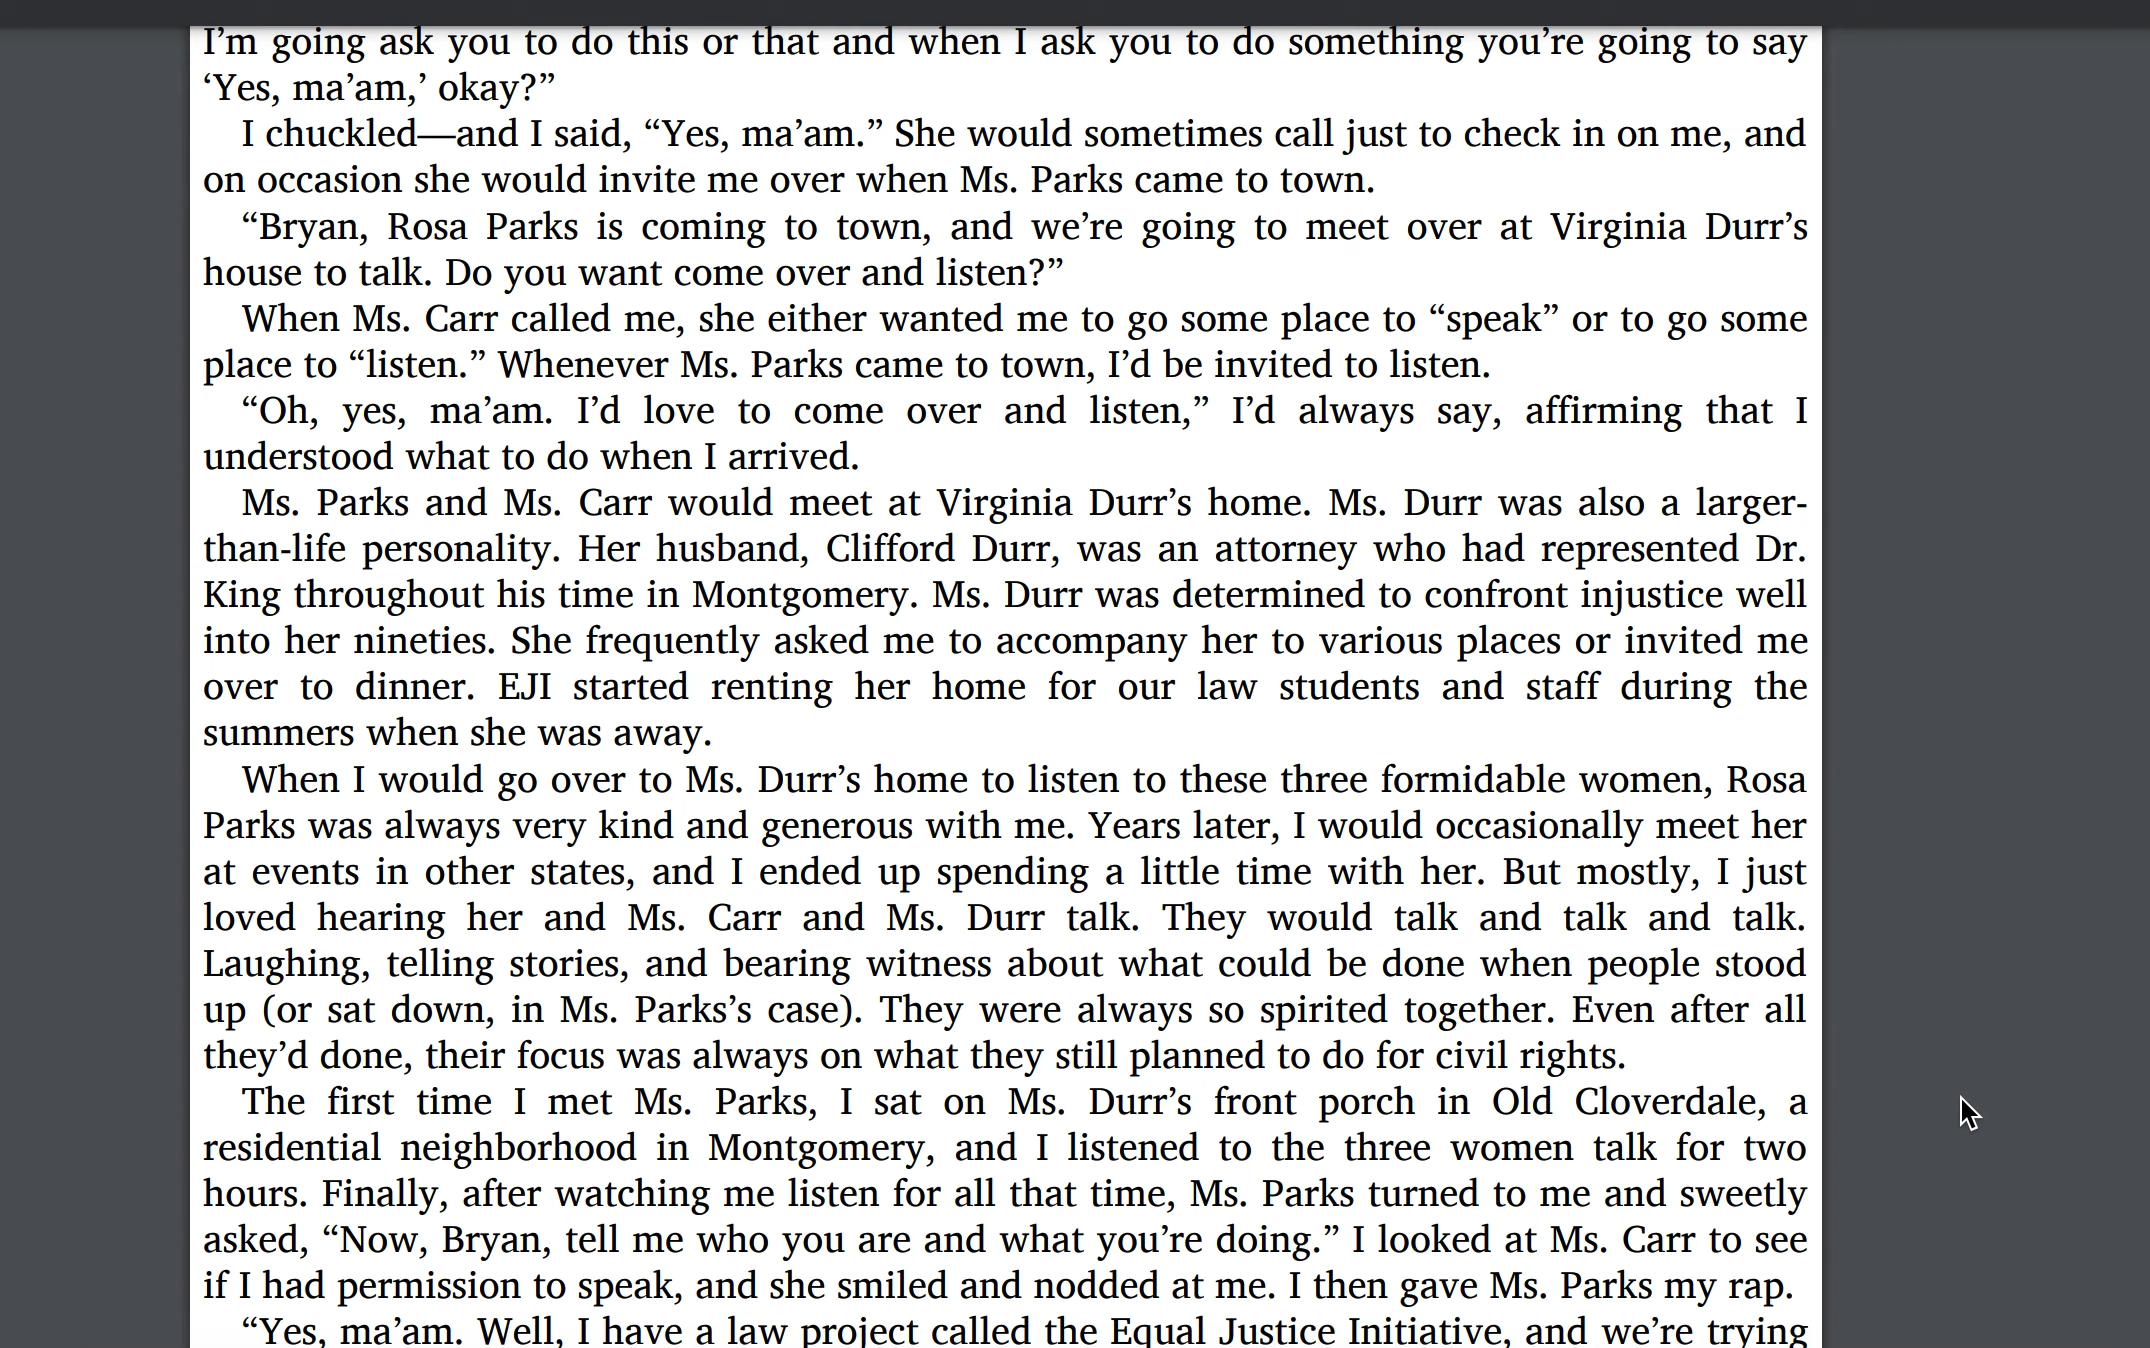 I’m going ask you to do this or that and when I ask you to do something you’re going to say
‘Yes, ma’am,’ okay?”
I chuckled—and I said, “Yes, ma’am.” She would sometimes call just to check in on me, and
on occasion she would invite me over when Ms. Parks came to town.
“Bryan, Rosa Parks is coming to town, and we’re going to meet over at Virginia Durr’s
house to talk. Do you want come over and listen?”
When Ms. Carr called me, she either wanted me to go some place to “speak” or to go some
place to “listen.” Whenever Ms. Parks came to town, I’d be invited to listen.
“Oh, yes, ma’am. I’d love to come over and listen,” I’d always say, affirming that I
understood what to do when I arrived.
Ms. Parks and Ms. Carr would meet at Virginia Durr’s home. Ms. Durr was also a larger-
than-life personality. Her husband, Clifford Durr, was an attorney who had represented Dr.
King throughout his time in Montgomery. Ms. Durr was determined to confront injustice well
into her nineties. She frequently asked me to accompany her to various places or invited me
over to dinner. EJI started renting her home for our law students and staff during the
summers when she was away.
When I would go over to Ms. Durr’s home to listen to these three formidable women, Rosa
Parks was always very kind and generous with me. Years later, I would occasionally meet her
at events in other states, and I ended up spending a little time with her. But mostly, I just
loved hearing her and Ms. Carr and Ms. Durr talk. They would talk and talk and talk.
Laughing, telling stories, and bearing witness about what could be done when people stood
up (or sat down, in Ms. Parks’s case). They were always so spirited together. Even after all
they’d done, their focus was always on what they still planned to do for civil rights.
The first time I met Ms. Parks, I sat on Ms. Durr’s front porch in Old Cloverdale, a
residential neighborhood in Montgomery, and I listened to the three women talk for two
hours. Finally, after watching me listen for all that time, Ms. Parks turned to me and sweetly
asked, “Now, Bryan, tell me who you are and what you’re doing.” I looked at Ms. Carr to see
if I had permission to speak, and she smiled and nodded at me. I then gave Ms. Parks my rap.
“Yes, ma’am. Well, I have a law project called the Equal Justice Initiative, and we’re trying